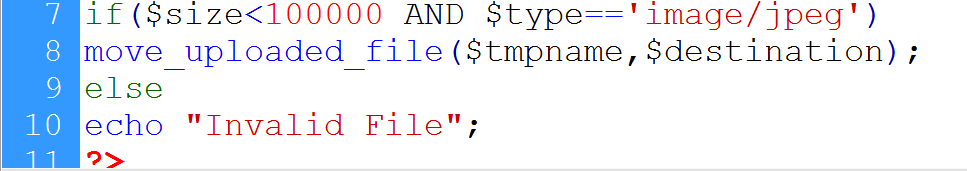 7 if($size<100000 AND $type=='image/jpeg')
8 move_uploaded_file($tmpname,$destination);
9 else
10 echo "Invalid File";
11 ?>